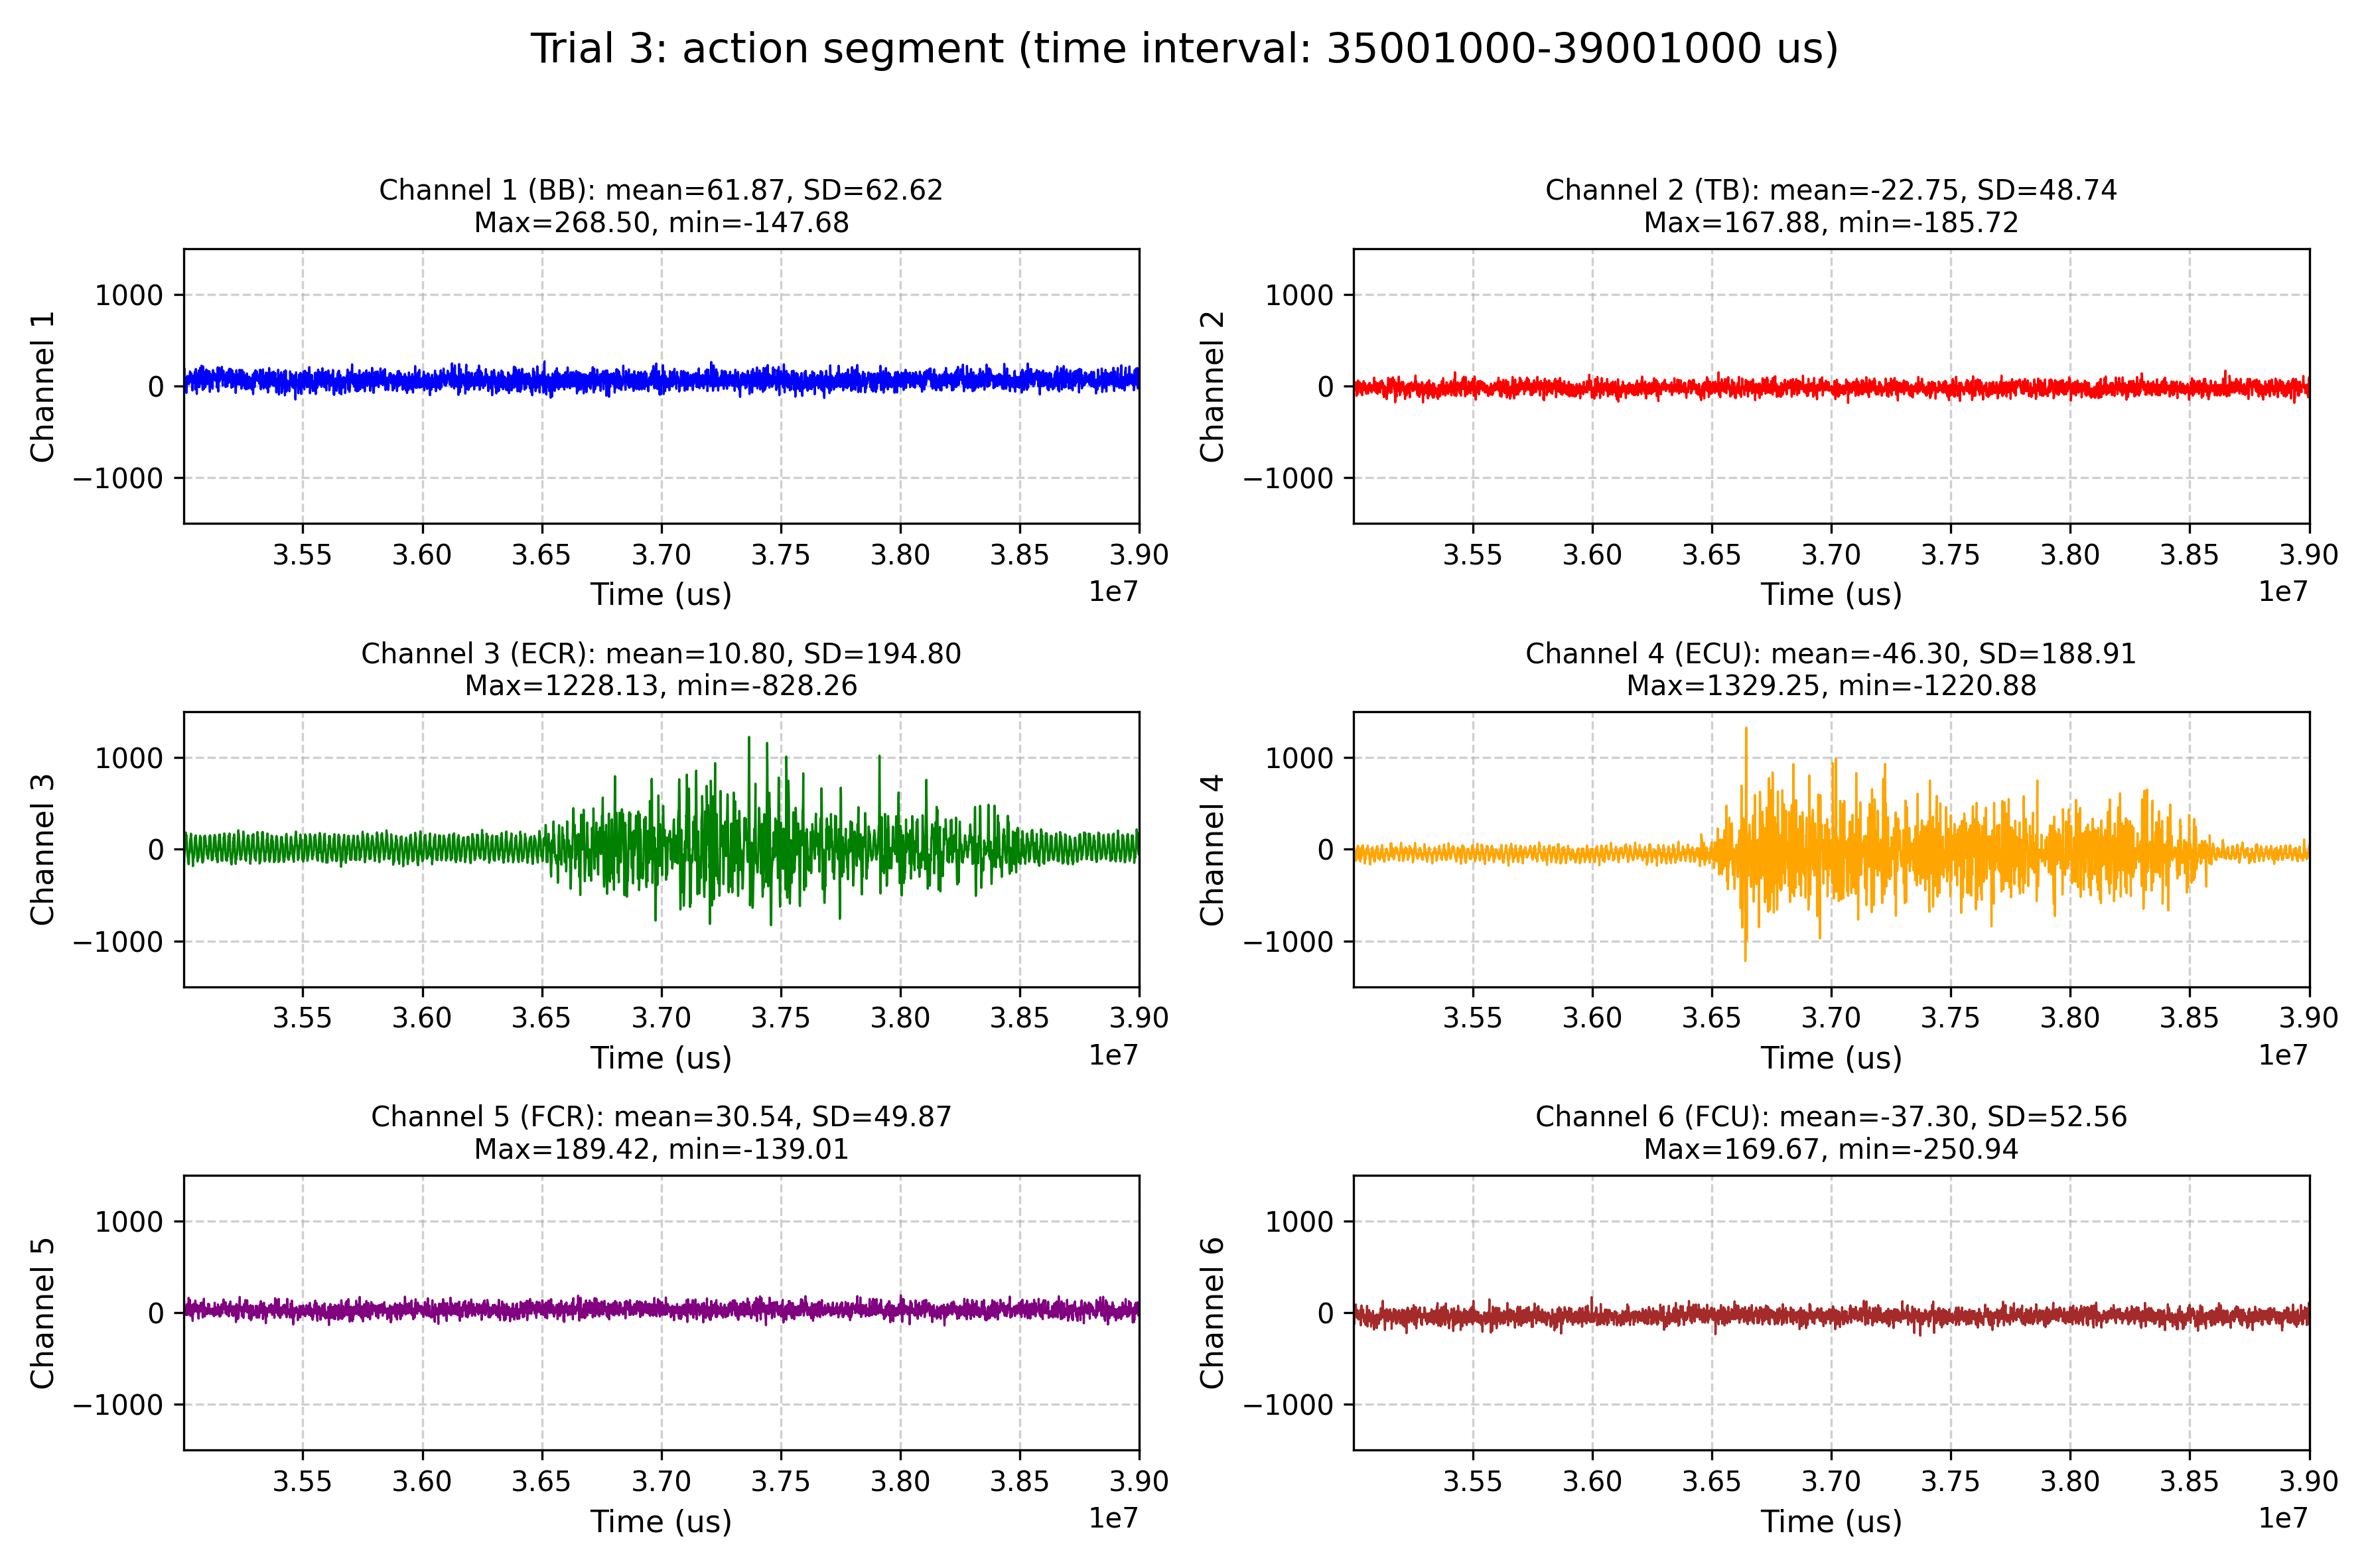 Trial 3: action segment (time interval: 35001000-39001000 us)
Channel 1 (BB): mean=61.87, SD=62.62
Max=268.50, min=-147.68
Channel 1
1000
0
−1000
3.55 3.60 3.65 3.70 3.75 3.80 3.85 3.90
Time (us)
1e7
Channel 2 (TB): mean=-22.75, SD=48.74
Max=167.88, min=-185.72
Channel 2
1000
0
−1000
3.55 3.60 3.65 3.70 3.75 3.80 3.85 3.90
Time (us)
1e7
Channel 3 (ECR): mean=10.80, SD=194.80
Max=1228.13, min=-828.26
Channel 3
1000
0
−1000
3.55 3.60 3.65 3.70 3.75 3.80 3.85 3.90
Time (us)
1e7
Channel 4 (ECU): mean=-46.30, SD=188.91
Max=1329.25, min=-1220.88
Channel 4
1000
0
−1000
3.55 3.60 3.65 3.70 3.75 3.80 3.85 3.90
Time (us)
1e7
Channel 5 (FCR): mean=30.54, SD=49.87
Max=189.42, min=-139.01
Channel 5
1000
0
−1000
3.55 3.60 3.65 3.70 3.75 3.80 3.85 3.90
Time (us)
1e7
Channel 6 (FCU): mean=-37.30, SD=52.56
Max=169.67, min=-250.94
Channel 6
1000
0
−1000
3.55 3.60 3.65 3.70 3.75 3.80 3.85 3.90
Time (us)
1e7